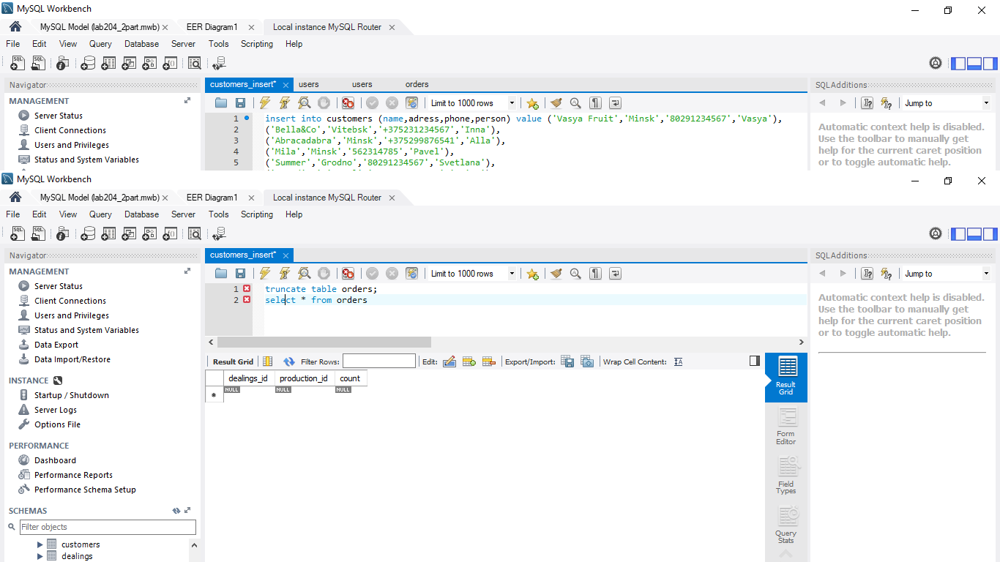 MySQL Workbench
MySQL Model (lab204_2part.mwb) EER Diagram1 Local instance MySQL Router
File Edit View Query Database Server Tools Scripting Help
Navigator
customers_insert* users users orders
SQLAdditions
MANAGEMENT
Server Status
Client Connections
Users and Privileges
Status and System Variables
Limit to 1000 rows
Jump to
1 insert into customers (name,adress,phone,person) value ('Vasya Fruit','Minsk','80291234567','Vasya'),
2 ('Bella&Co','Vitebsk','+375231234567','Inna'),
3 ('Abracadabra','Minsk','+375299876541','Alla'),
4 ('Mila','Minsk','562314785','Pavel'),
5 ('Summer','Grodno','80291234567','Svetlana'),
Automatic context help is disabled.
Use the toolbar to manually get
help for the current caret position
or to toggle automatic help.
MySQL Workbench
MySQL Model (lab204_2part.mwb) EER Diagram1 Local instance MySQL Router
File Edit View Query Database Server Tools Scripting Help
Navigator
customers_insert*
SQLAdditions
MANAGEMENT
Server Status
Client Connections
Users and Privileges
Status and System Variables
Data Export
Data Import/Restore
INSTANCE
Startup / Shutdown
Server Logs
Options File
PERFORMANCE
Dashboard
Performance Reports
Performance Schema Setup
SCHEMAS
Filter objects
customers
dealings
Limit to 1000 rows
Jump to
1 truncate table orders;
2 select * from orders
Automatic context help is disabled.
Use the toolbar to manually get
help for the current caret position
or to toggle automatic help.
Result Grid Filter Rows: Edit: Export/Import: Wrap Cell Content:
dealings_id production_id count
* NULL NULL NULL
Result
Grid
Form
Editor
Field
Types
Query
Stats